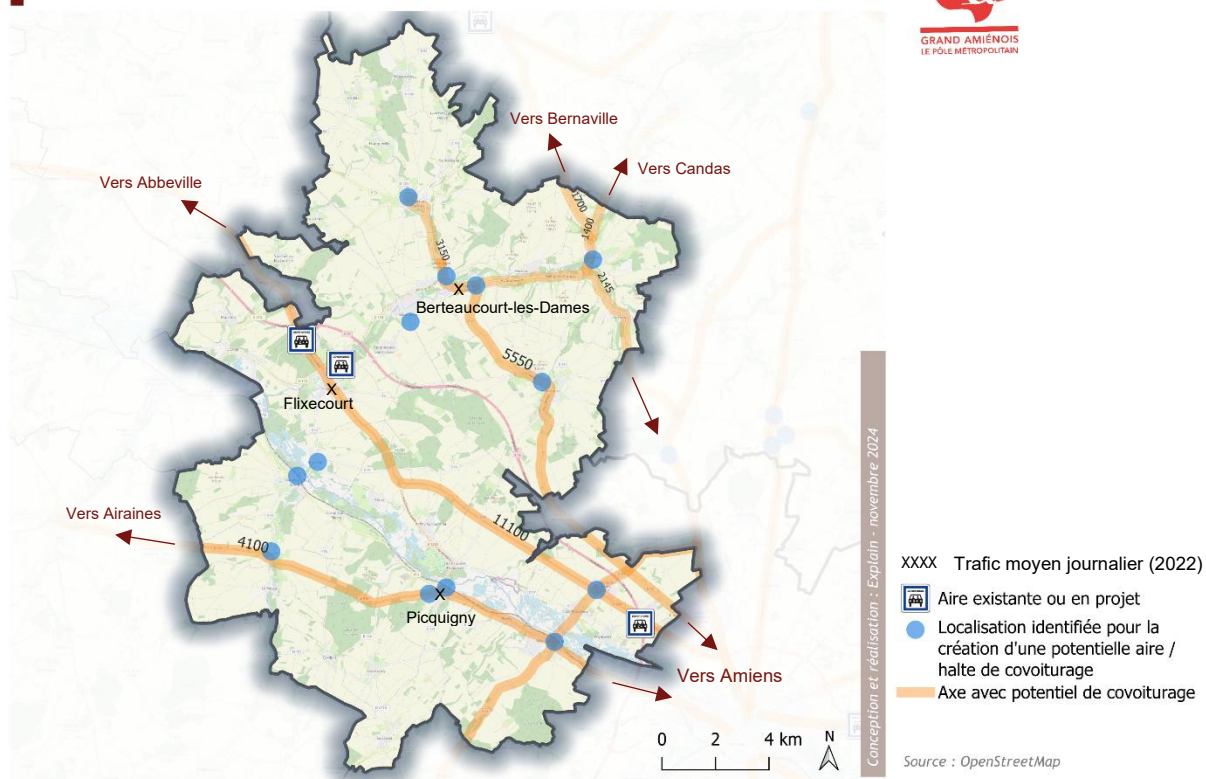 GRAND AMIÉNOIS
LE PÔLE MÉTROPOLITAIN
Vers Bernaville
Vers Candas
Vers Abbeville
1700
1400
3150
2145
Berteaucourt-les-Dames
5550
Flixecourt
Vers Airaines
4100
11100
Picquigny
Vers Amiens
0 2 4 km
N
Conception et réalisation : Explain - novembre 2024
XXXX Trafic moyen journalier (2022)
Aire existante ou en projet
Localisation identifiée pour la
création d'une potentielle aire /
halte de covoiturage
Axe avec potentiel de covoiturage
Source : OpenStreetMap